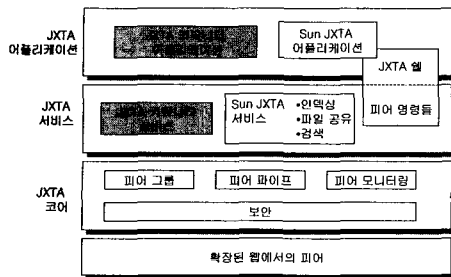 JXTA
어플리케이션
Sun JXTA
어플리케이션
JXTA 쉘
JXTA
서비스
Sun JXTA
서비스
•인덱싱
•파일 공유
•검색
피어 명령들
JXTA
코어
피어 그룹
피어 파이프
피어 모니터링
보안
확장된 웹에서의 피어